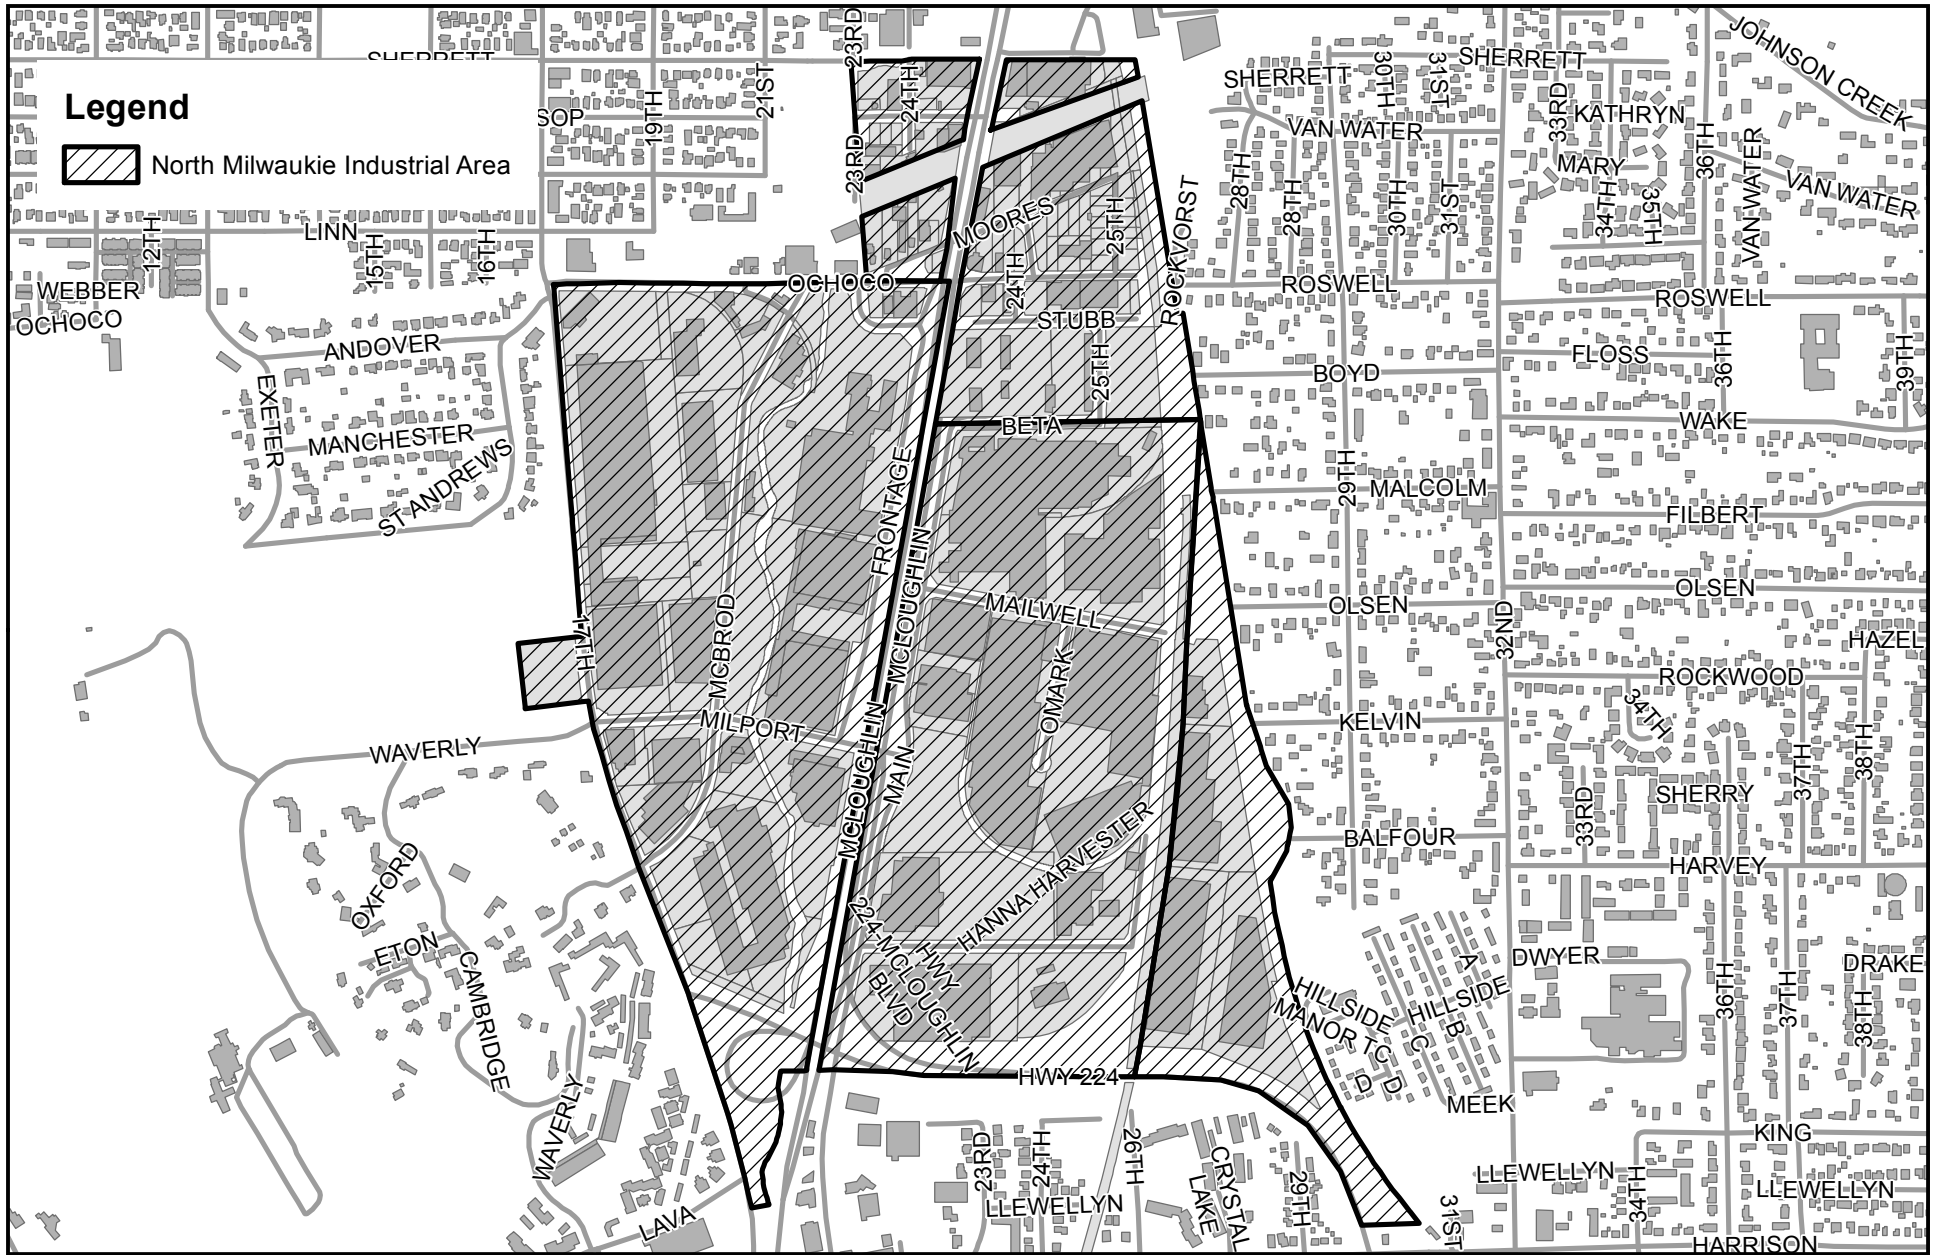 Legend
North Milwaukie Industrial Area
SHERRETT
23RD
24TH
SHERRETT
30TH
31ST
SHERRETT
JOHNSON CREEK
SOP
19TH
21ST
VAN WATER
33RD
KATHRYN
36TH
VAN WATER
23RD
MARY
VAN WATER
28TH
28TH
30TH
31ST
34TH
35TH
12TH
LINN
15TH
16TH
MOORES
25TH
ROCKVORST
WEBBER
OCHOCO
OCHOCO
24TH
ROSWELL
ROSWELL
ANDOVER
STUBB
FLOSS
36TH
39TH
EXETER
25TH
BOYD
MANCHESTER
ST ANDREWS
BETA
WAKE
FRONTAGE
29TH
MALCOLM
FILBERT
MCLOUGHLIN
MAILWELL
OLSEN
OLSEN
32ND
17TH
MCBROD
OMARK
HAZEL
ROCKWOOD
34TH
MILPORT
WAVERLY
MCLOUGHLIN
MAIN
KELVIN
37TH
38TH
33RD
SHERRY
OXFORD
HANNA HARVESTER
BALFOUR
HARVEY
ETON
CAMBRIDGE
224-MCLOUGHLIN
BLVD
HWY
MCLOUGHLIN
HILLSIDE
MANOR TC
HILLSIDE
A
B
C
C
D
D
DWYER
36TH
37TH
38TH
DRAKE
WAVERLY
HWY 224
MEEK
KING
23RD
24TH
26TH
CRYSTAL
LAKE
29TH
LLEWELLYN
LLEWELLYN
LLEWELLYN
34TH
31ST
LAVA
HARRISON